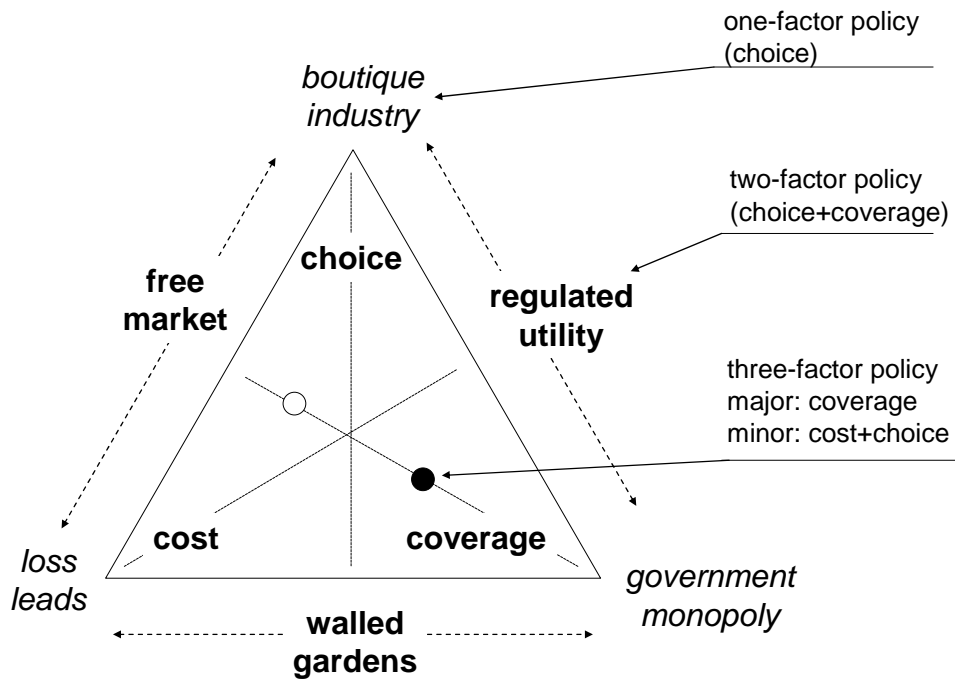 one-factor policy
(choice)
boutique
industry
two-factor policy
(choice+coverage)
choice
free
market
regulated
utility
three-factor policy
major: coverage
minor: cost+choice
cost
coverage
loss
leads
government
monopoly
walled
gardens